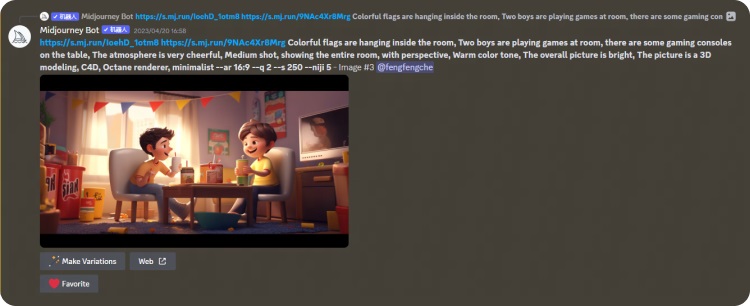 ✓机器人 Midjourney Bot https://s.mj.run/IoehD_1otm8 https://s.mj.run/9NAc4Xr8Mrg Colorful flags are hanging inside the room, Two boys are playing games at room, there are some gaming con
Midjourney Bot ✓机器人 2023/04/20 16:58
https://s.mj.run/IoehD_1otm8 https://s.mj.run/9NAc4Xr8Mrg Colorful flags are hanging inside the room, Two boys are playing games at room, there are some gaming consoles
on the table, The atmosphere is very cheerful, Medium shot, showing the entire room, with perspective, Warm color tone, The overall picture is bright, The picture is a 3D
modeling, C4D, Octane renderer, minimalist --ar 16:9 --q 2 --s 250 --niji 5 - Image #3 @fengfengche
Make Variations
Web
Favorite